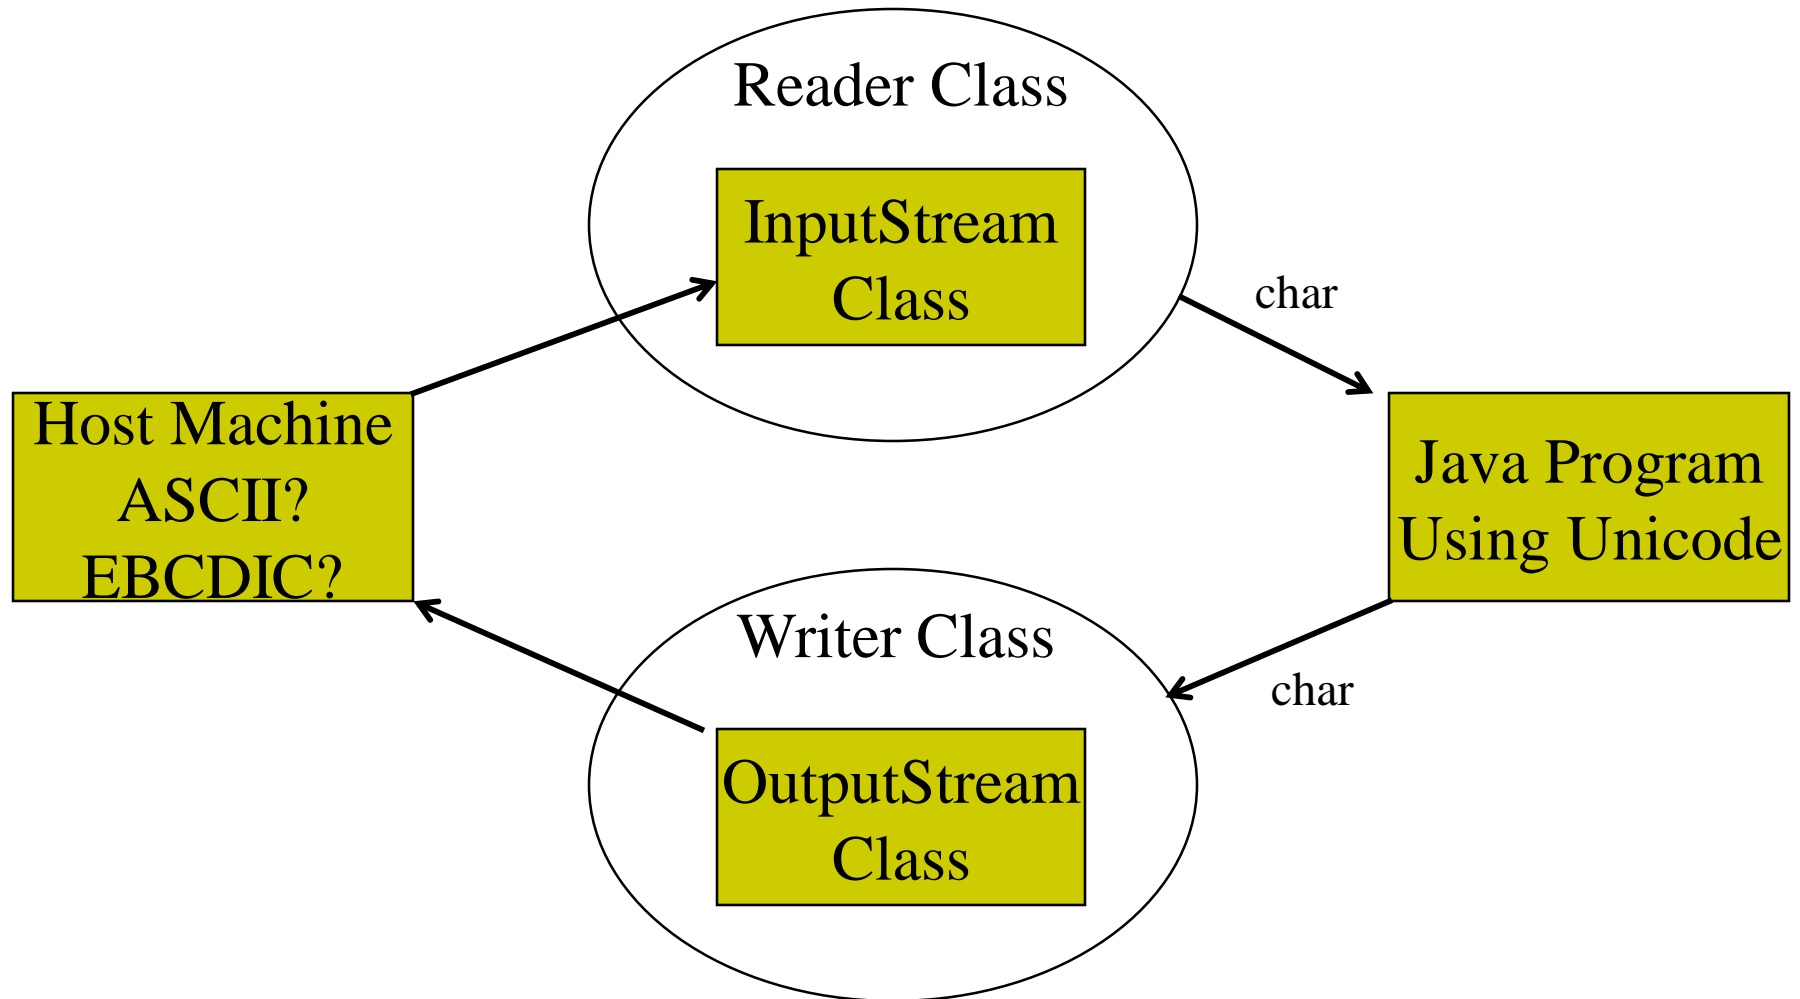 Reader Class
InputStream
Class
char
Host Machine
ASCII?
EBCDIC?
Java Program
Using Unicode
Writer Class
char
OutputStream
Class